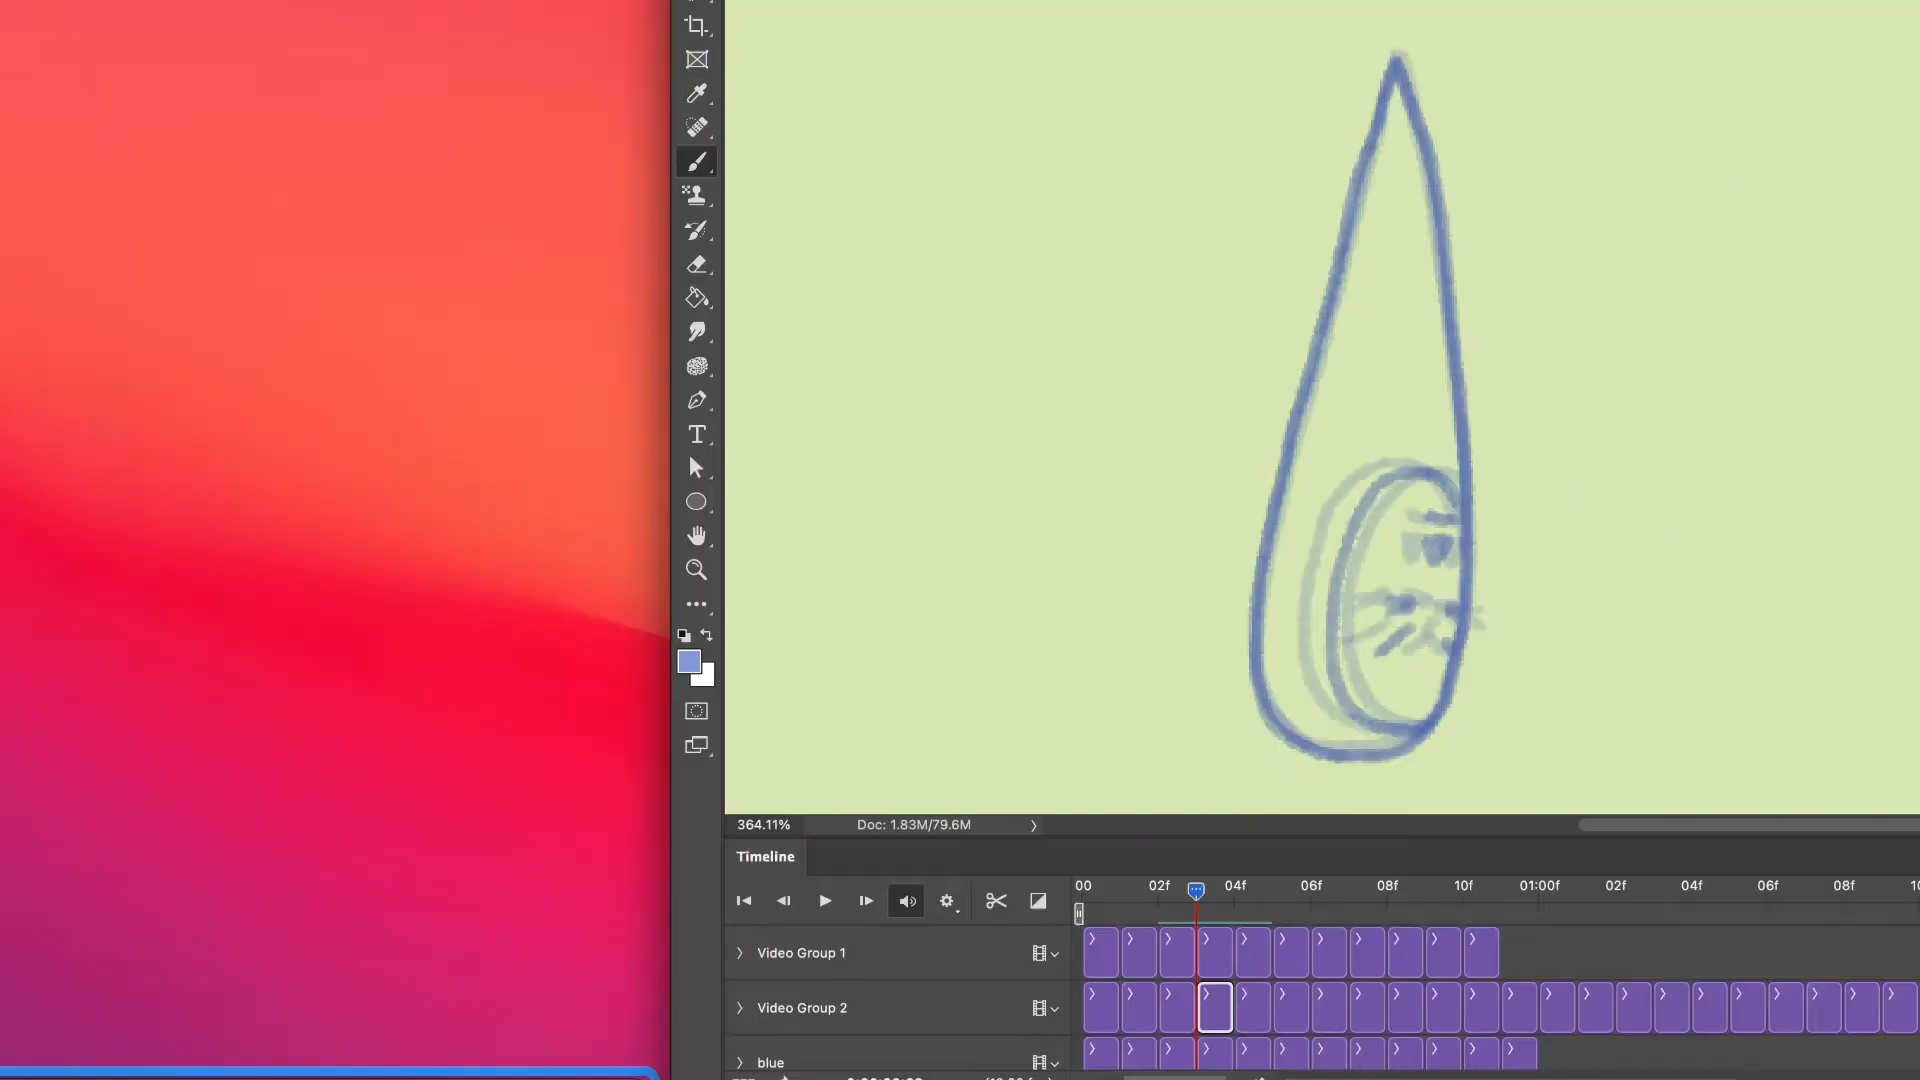 364.11%
Doc: 1.83M/79.6M
Timeline
00 02f 04f 06f 08f 10f 01:00f 02f 04f 06f 08f
Video Group 1
Video Group 2
blue